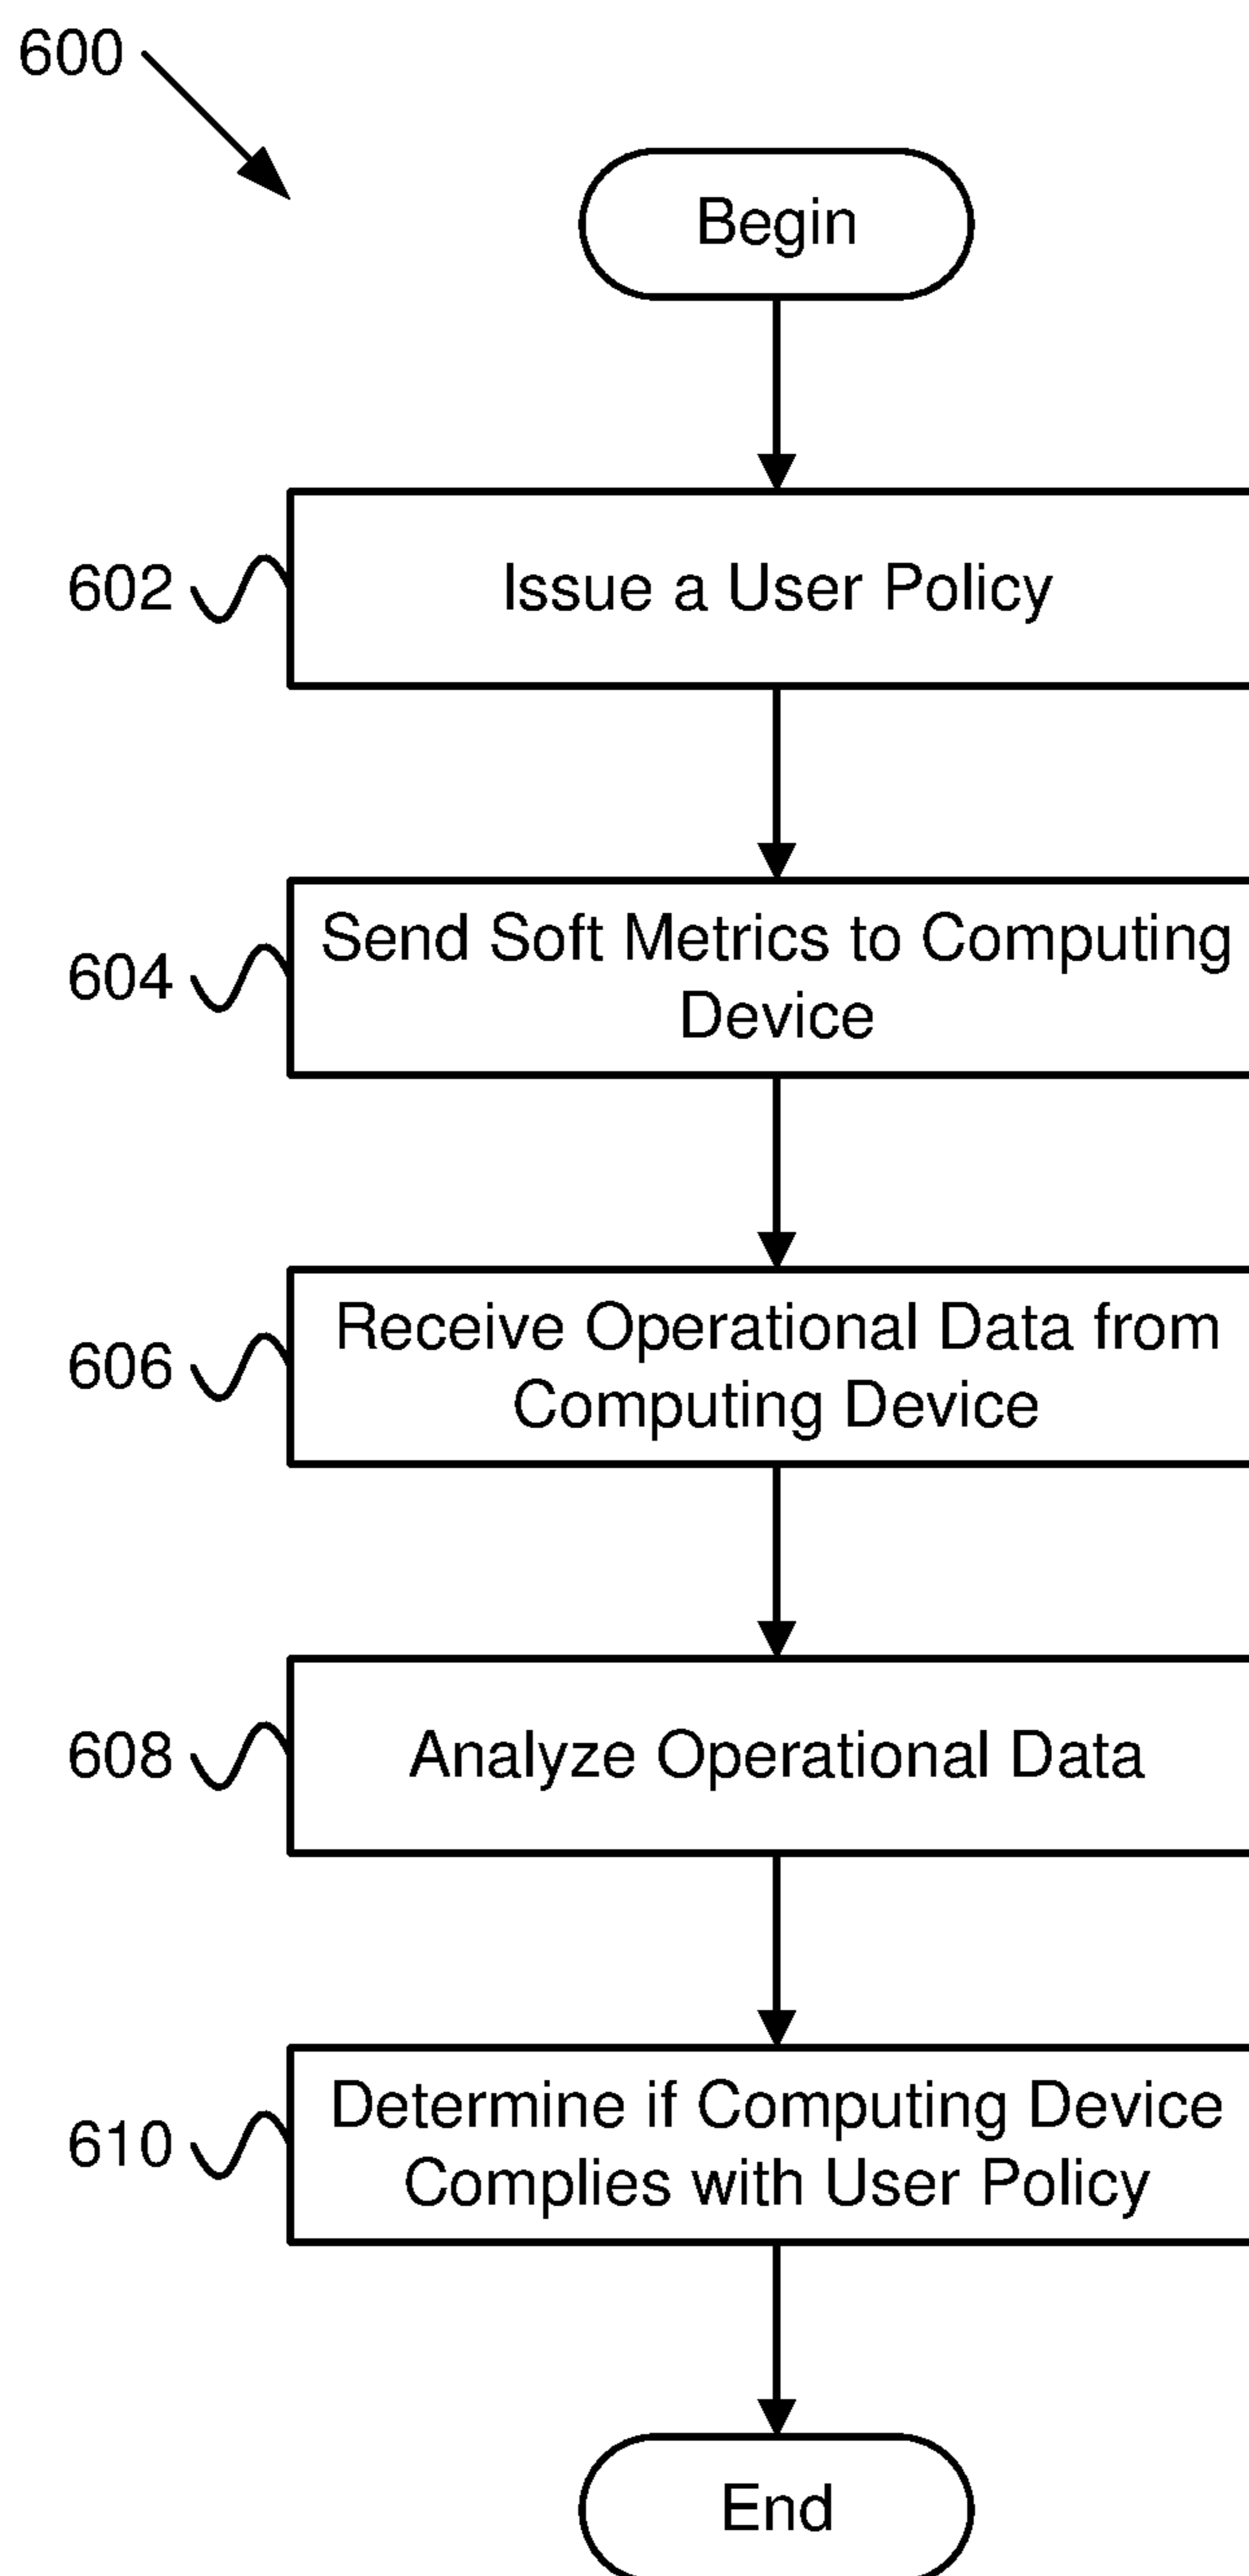 600
Begin
602
Issue a User Policy
604
Send Soft Metrics to Computing
Device
606
Receive Operational Data from
Computing Device
608
Analyze Operational Data
610
Determine if Computing Device
Complies with User Policy
End